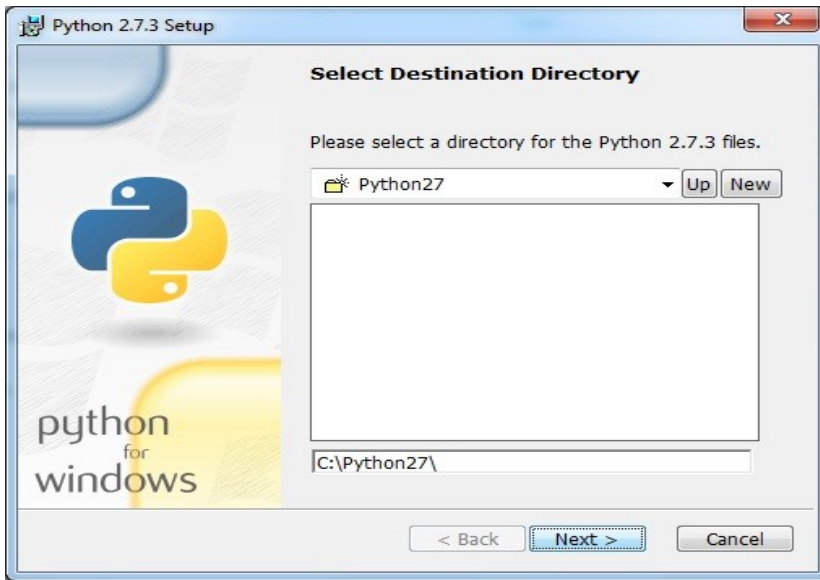 Python 2.7.3 Setup
Select Destination Directory
Please select a directory for the Python 2.7.3 files.
Python27
Up
New
C:\Python27\
python
for
windows
< Back
Next >
Cancel